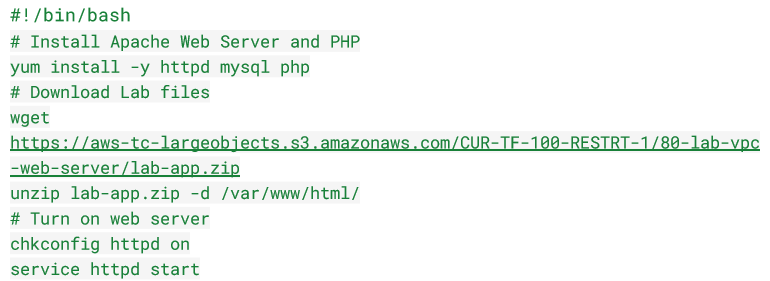 #!/bin/bash
# Install Apache Web Server and PHP
yum install -y httpd mysql php
# Download Lab files
wget
https://aws-tc-largeobjects.s3.amazonaws.com/CUR-TF-100-RESTRT-1/80-lab-vpc
-web-server/lab-app.zip
unzip lab-app.zip -d /var/www/html/
# Turn on web server
chkconfig httpd on
service httpd start